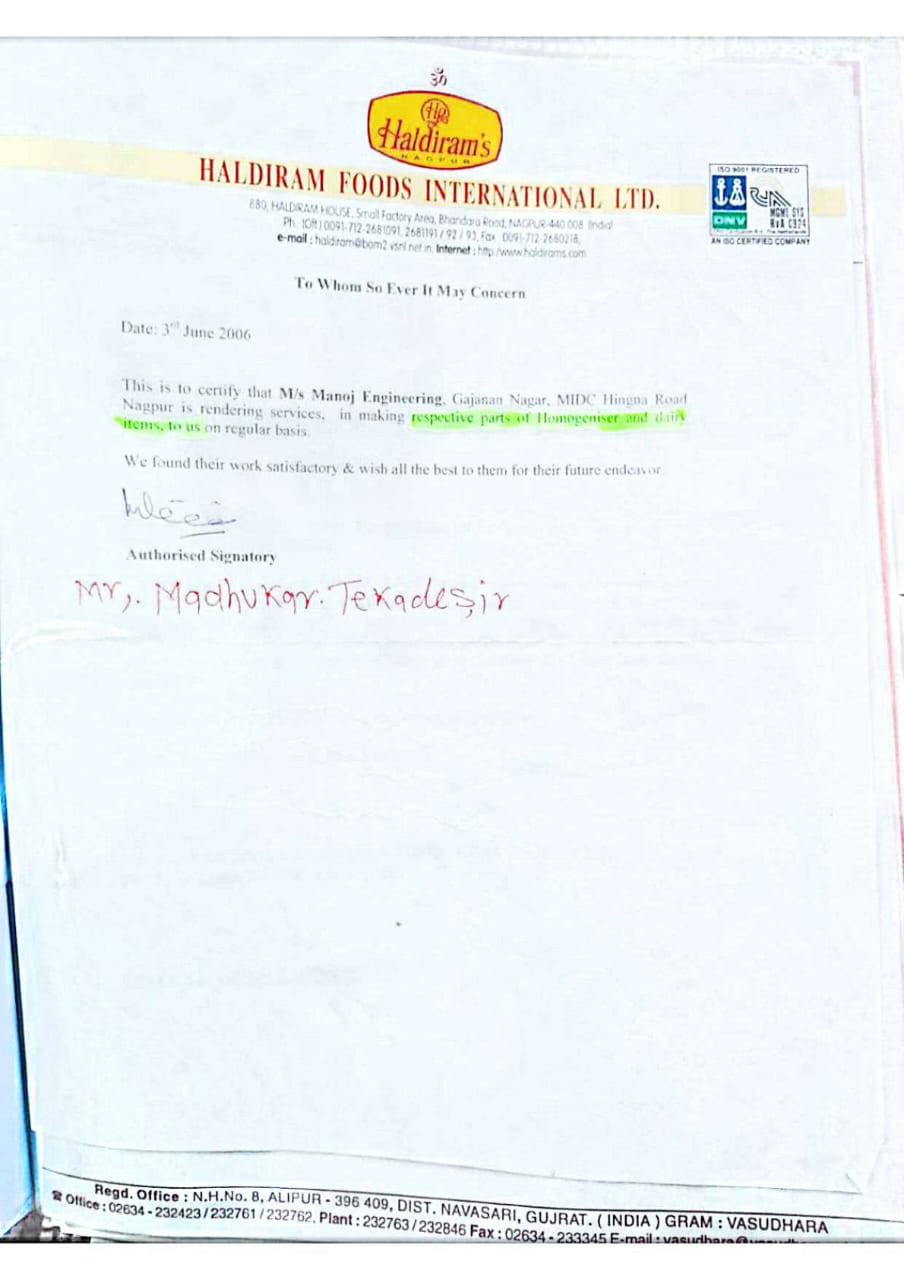 ॐ
Haldiram's
NAGPUR
HALDIRAM FOODS INTERNATIONAL LTD.
880, HALDIRAM HOUSE, Small Factory Area, Bhandara Road, NAGPUR-440 008 (India)
Ph. (Off.) 0091-712-2681091, 2681191 / 92 / 93, Fax 0091-712-2680218,
e-mail : haldiram@bom2.vsnl.net.in, Internet : http://www.haldirams.com
ISO 9001 REGISTERED
DNV
MGMT. SYS
RvA C024
AN ISO CERTIFIED COMPANY
To Whom So Ever It May Concern
Date: 3rd June 2006
This is to certify that M/s Manoj Engineering, Gajanan Nagar, MIDC Hingna Road
Nagpur is rendering services, in making respective parts of Homogeniser and dairy
items, to us on regular basis.
We found their work satisfactory & wish all the best to them for their future endeavor
Authorised Signatory
Mr,. Madhukar. Tekade sir
Regd. Office : N.H.No. 8, ALIPUR - 396 409, DIST. NAVASARI, GUJRAT. ( INDIA ) GRAM : VASUDHARA
☎ Office : 02634 - 232423 / 232761 / 232762, Plant : 232763 / 232846 Fax : 02634 - 233345 E-mail :